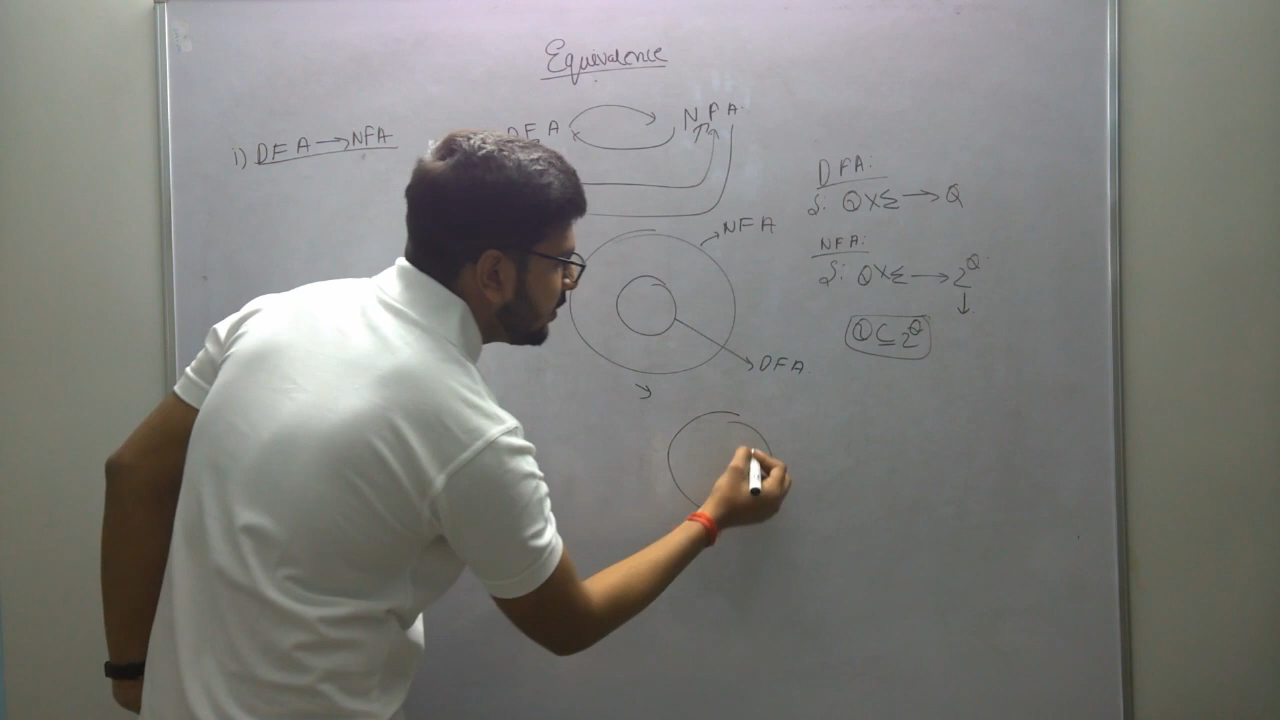 Equivalence
DFA NFA
i) DFA → NFA
DFA:
δ: Q×Σ → Q
NFA
NFA:
δ: Q×Σ → 2^Q
Q ⊆ 2^Q
DFA